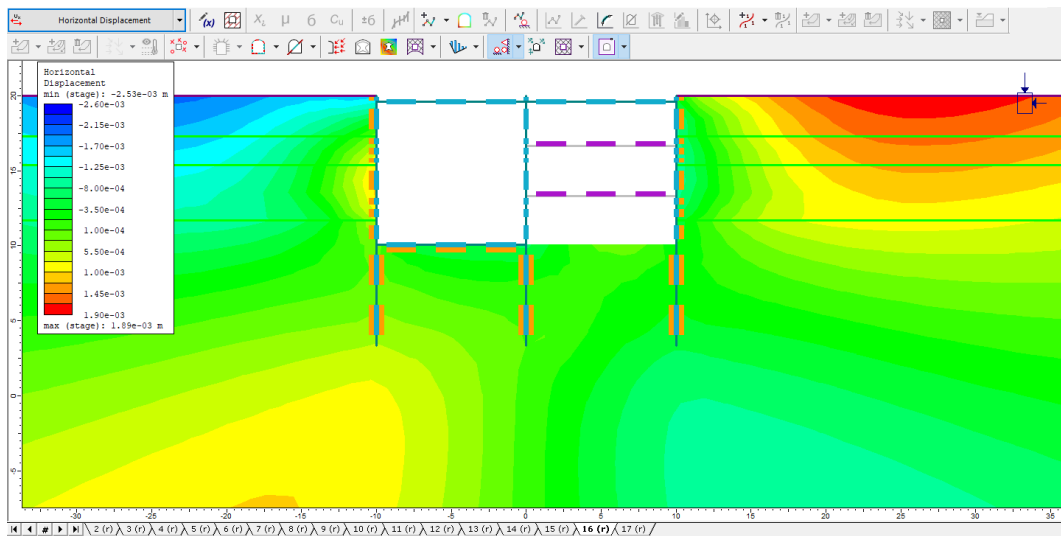 Horizontal Displacement
Horizontal
Displacement
min (stage): -2.53e-03 m
-2.60e-03
-2.15e-03
-1.70e-03
-1.25e-03
-8.00e-04
-3.50e-04
1.00e-04
5.50e-04
1.00e-03
1.45e-03
1.90e-03
max (stage): 1.89e-03 m
20
15
10
5
0
-5
-30 -25 -20 -15 -10 -5 0 5 10 15 20 25 30 35
2 (r) 3 (r) 4 (r) 5 (r) 6 (r) 7 (r) 8 (r) 9 (r) 10 (r) 11 (r) 12 (r) 13 (r) 14 (r) 15 (r) 16 (r) 17 (r)